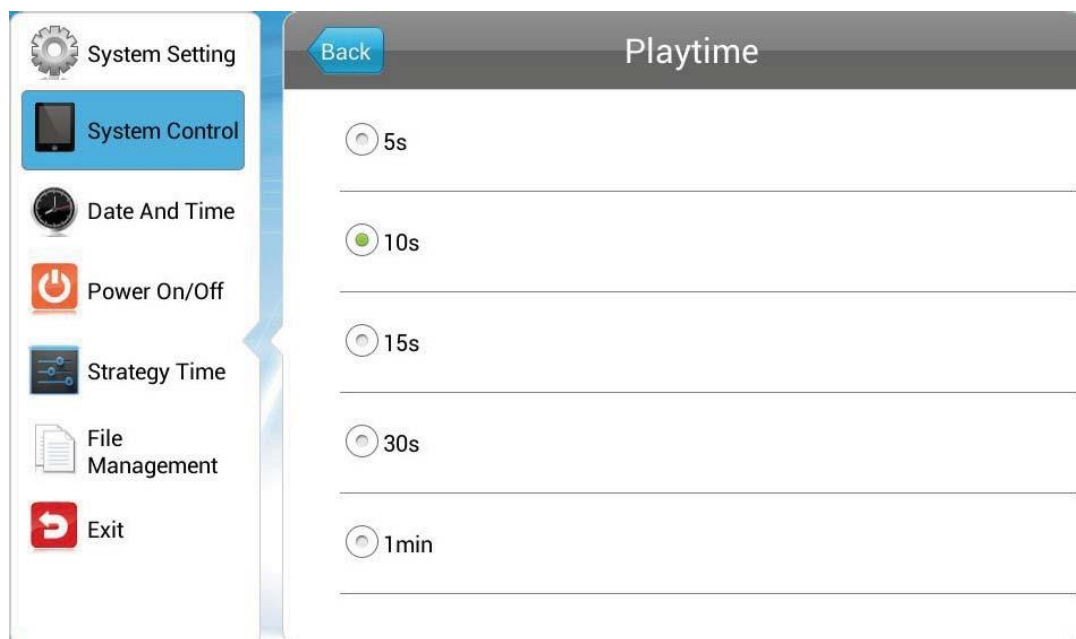 System Setting
System Control
Date And Time
Power On/Off
Strategy Time
File
Management
Exit
Back
Playtime
5s
10s
15s
30s
1min